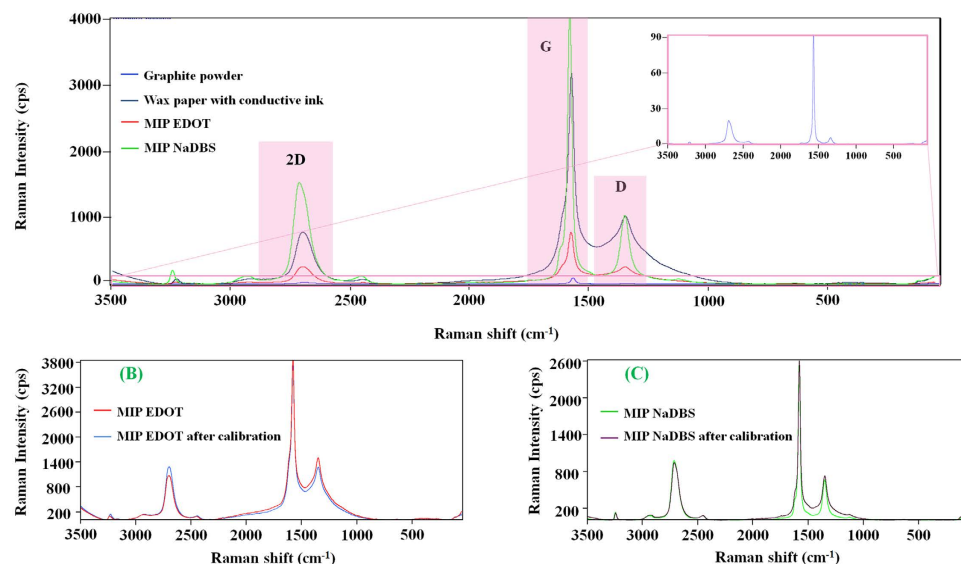 4000
3000
2000
1000
0
Raman Intensity (cps)
G
2D
D
Graphite powder
Wax paper with conductive ink
MIP EDOT
MIP NaDBS
90
60
30
0
3500 3000 2500 2000 1500 1000 500
3500 3000 2500 2000 1500 1000 500
Raman shift (cm⁻¹)
(B)
3800
3200
2600
2000
1400
800
200
Raman Intensity (cps)
MIP EDOT
MIP EDOT after calibration
3500 3000 2500 2000 1500 1000 500
Raman shift (cm⁻¹)
(C)
2600
2000
1400
800
200
Raman Intensity (cps)
MIP NaDBS
MIP NaDBS after calibration
3500 3000 2500 2000 1500 1000 500
Raman shift (cm⁻¹)